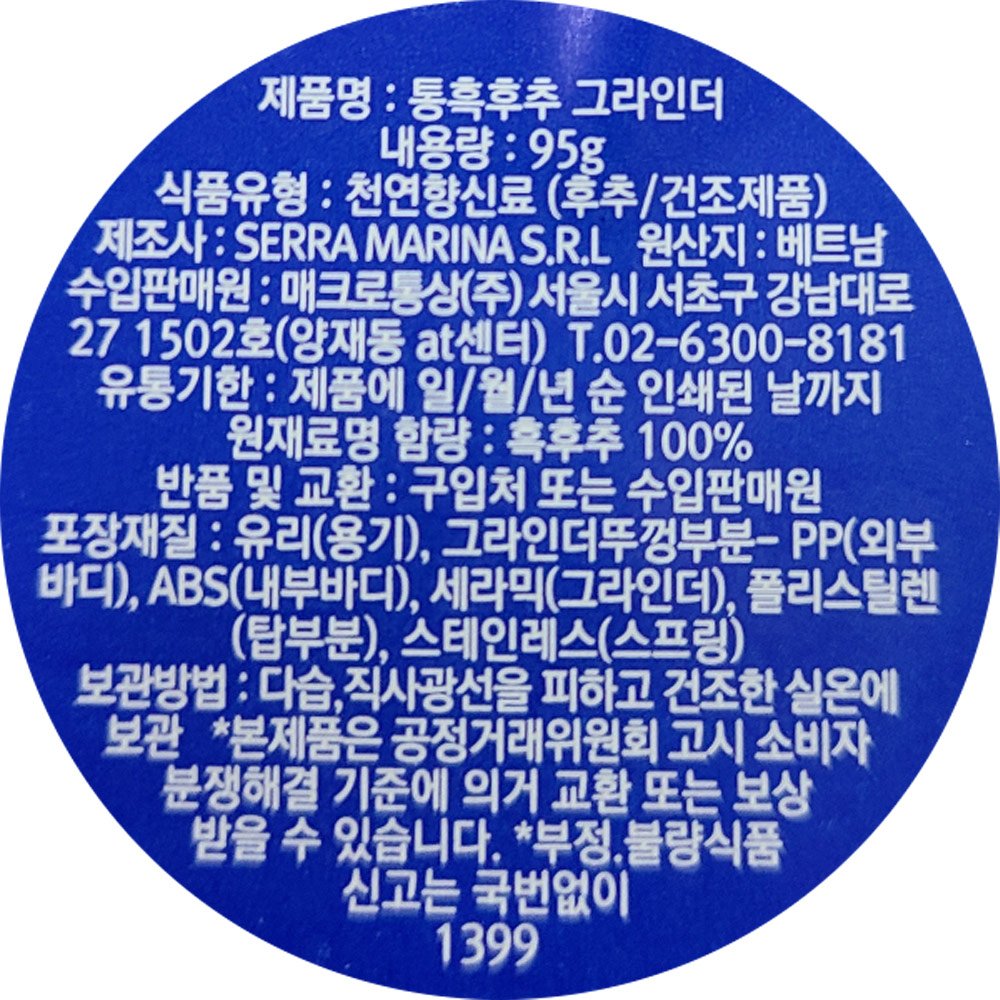 제품명 : 통흑후추 그라인더
내용량 : 95g
식품유형 : 천연향신료 (후추/건조제품)
제조사 : SERRA MARINA S.R.L 원산지 : 베트남
수입판매원 : 매크로통상(주) 서울시 서초구 강남대로
27 1502호(양재동 at센터) T.02-6300-8181
유통기한 : 제품에 일/월/년 순 인쇄된 날까지
원재료명 함량 : 흑후추 100%
반품 및 교환 : 구입처 또는 수입판매원
포장재질 : 유리(용기), 그라인더뚜껑부분- PP(외부
바디), ABS(내부바디), 세라믹(그라인더), 폴리스틸렌
(탑부분), 스테인레스(스프링)
보관방법 : 다습,직사광선을 피하고 건조한 실온에
보관 *본제품은 공정거래위원회 고시 소비자
분쟁해결 기준에 의거 교환 또는 보상
받을 수 있습니다. *부정.불량식품
신고는 국번없이
1399